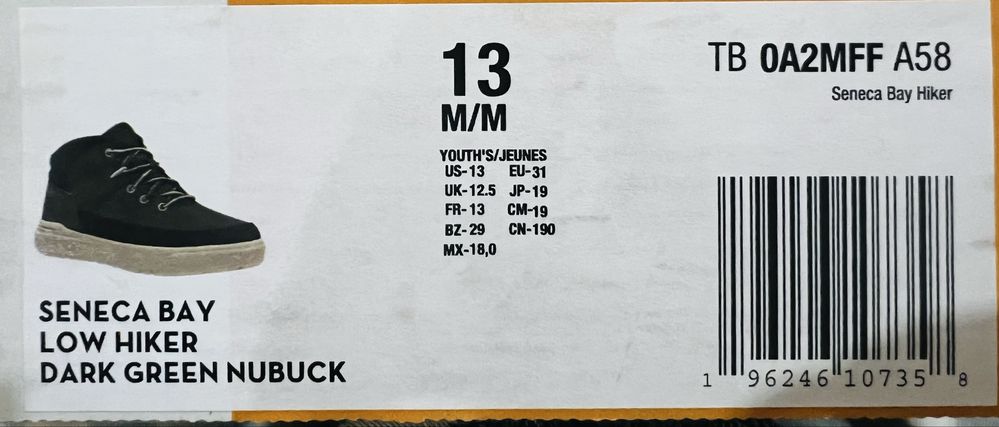 SENECA BAY
LOW HIKER
DARK GREEN NUBUCK
13
M/M
YOUTH'S/JEUNES
US-13 EU-31
UK-12.5 JP-19
FR-13 CM-19
BZ-29 CN-190
MX-18,0
TB 0A2MFF A58
Seneca Bay Hiker
1 96246 10735 8